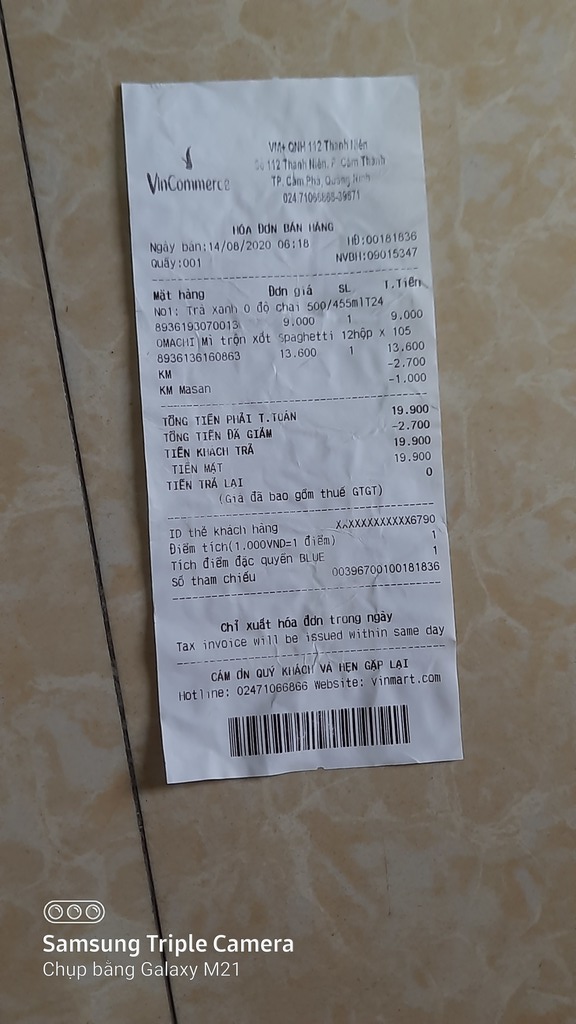 VinCommerce
VM+ QNH 112 Thanh Niên
Số 112 Thanh Niên, P. Cẩm Thành
TP. Cẩm Phả, Quảng Ninh
024.71066866-39671
HÓA ĐƠN BÁN HÀNG
Ngày bán:14/08/2020 06:18 HĐ:00181836
Quầy:001 NVBH:09015347
Mặt hàng Đơn giá SL T.Tiền
No1: Trà xanh 0 độ chai 500/455mlT24
8936193070013 9.000 1 9.000
OMACHI Mì trộn xốt Spaghetti 12hộp x 105
8936136160863 13.600 1 13.600
KM -2.700
KM Masan -1.000
TỔNG TIỀN PHẢI T.TOÁN 19.900
TỔNG TIỀN ĐÃ GIẢM -2.700
TIỀN KHÁCH TRẢ 19.900
TIỀN MẶT 19.900
TIỀN TRẢ LẠI 0
(Giá đã bao gồm thuế GTGT)
ID thẻ khách hàng XXXXXXXXXXXX6790
Điểm tích(1.000VND=1 điểm) 1
Tích điểm đặc quyền BLUE 1
Số tham chiếu 00396700100181836
Chỉ xuất hóa đơn trong ngày
Tax invoice will be issued within same day
CẢM ƠN QUÝ KHÁCH VÀ HẸN GẶP LẠI
Hotline: 02471066866 Website: vinmart.com
Samsung Triple Camera
Chụp bằng Galaxy M21